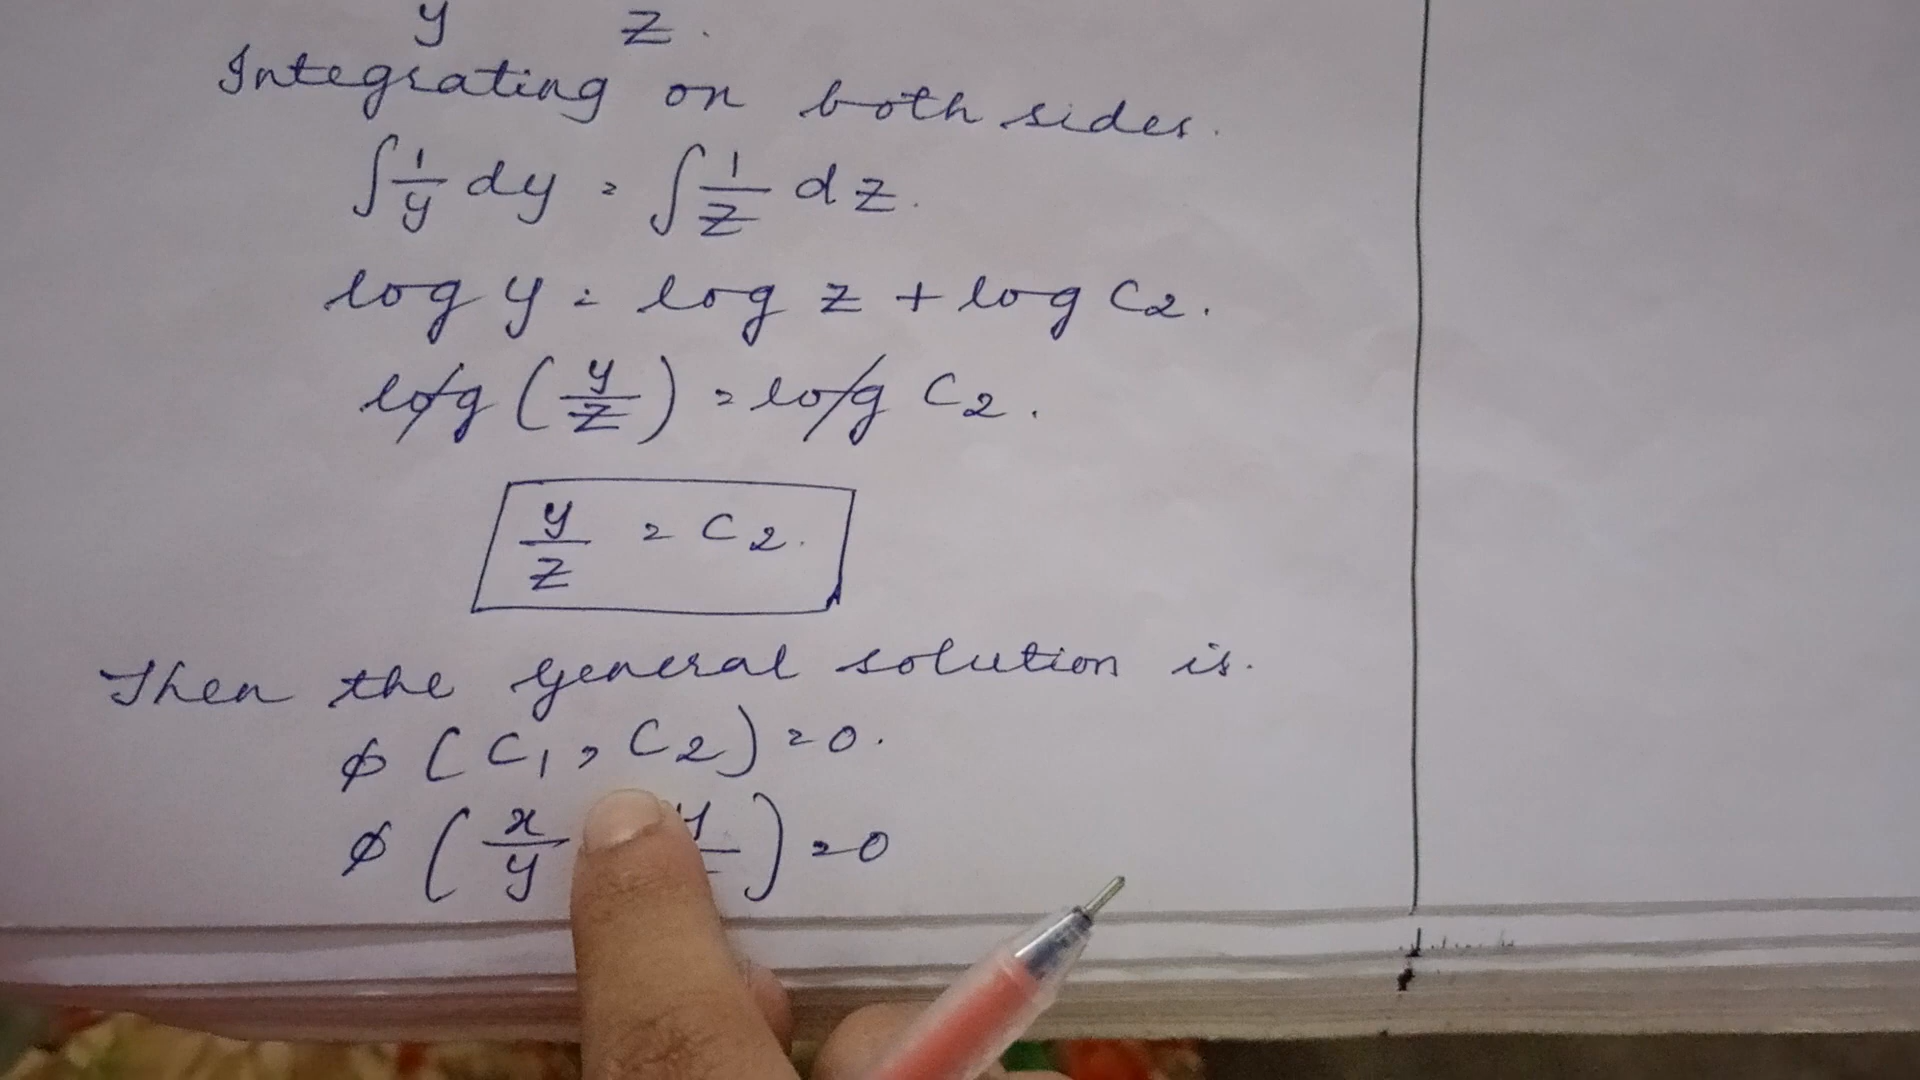 y z.
Integrating on both sides.
∫ 1/y dy = ∫ 1/z dz.
log y = log z + log C2.
log (y/z) = log C2.
y/z = C2.
Then the general solution is.
ϕ (C1, C2) = 0.
ϕ (x/y y ) = 0